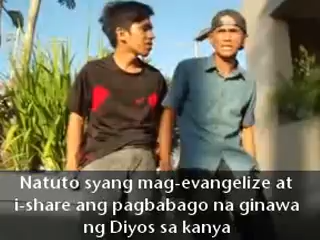 Natuto syang mag-evangelize at
i-share ang pagbabago na ginawa
ng Diyos sa kanya